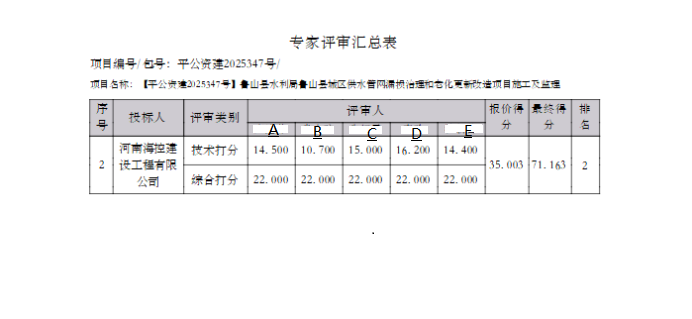 专家评审汇总表
项目编号/包号: 平公资建2025347号/
项目名称: 【平公资建2025347号】鲁山县水利局鲁山县城区供水管网漏损治理和老化更新改造项目施工及监理
序号 投标人 评审类别 评审人 报价得分 最终得分 排名
A B C D E
2 河南海控建设工程有限公司 技术打分 14.500 10.700 15.000 16.200 14.400 35.003 71.163 2
综合打分 22.000 22.000 22.000 22.000 22.000